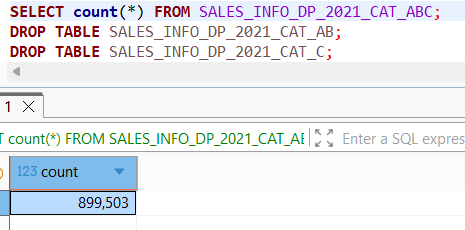 SELECT count(*) FROM SALES_INFO_DP_2021_CAT_ABC;
DROP TABLE SALES_INFO_DP_2021_CAT_AB;
DROP TABLE SALES_INFO_DP_2021_CAT_C;
1
T count(*) FROM SALES_INFO_DP_2021_CAT_AB
Enter a SQL expres
123 count
899,503